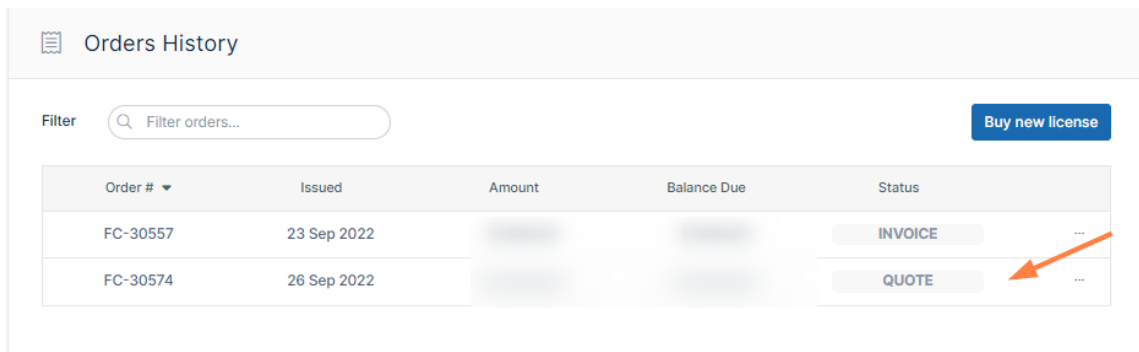 Orders History
Filter Filter orders... Buy new license
Order # Issued Amount Balance Due Status
FC-30557 23 Sep 2022 INVOICE ...
FC-30574 26 Sep 2022 QUOTE ...